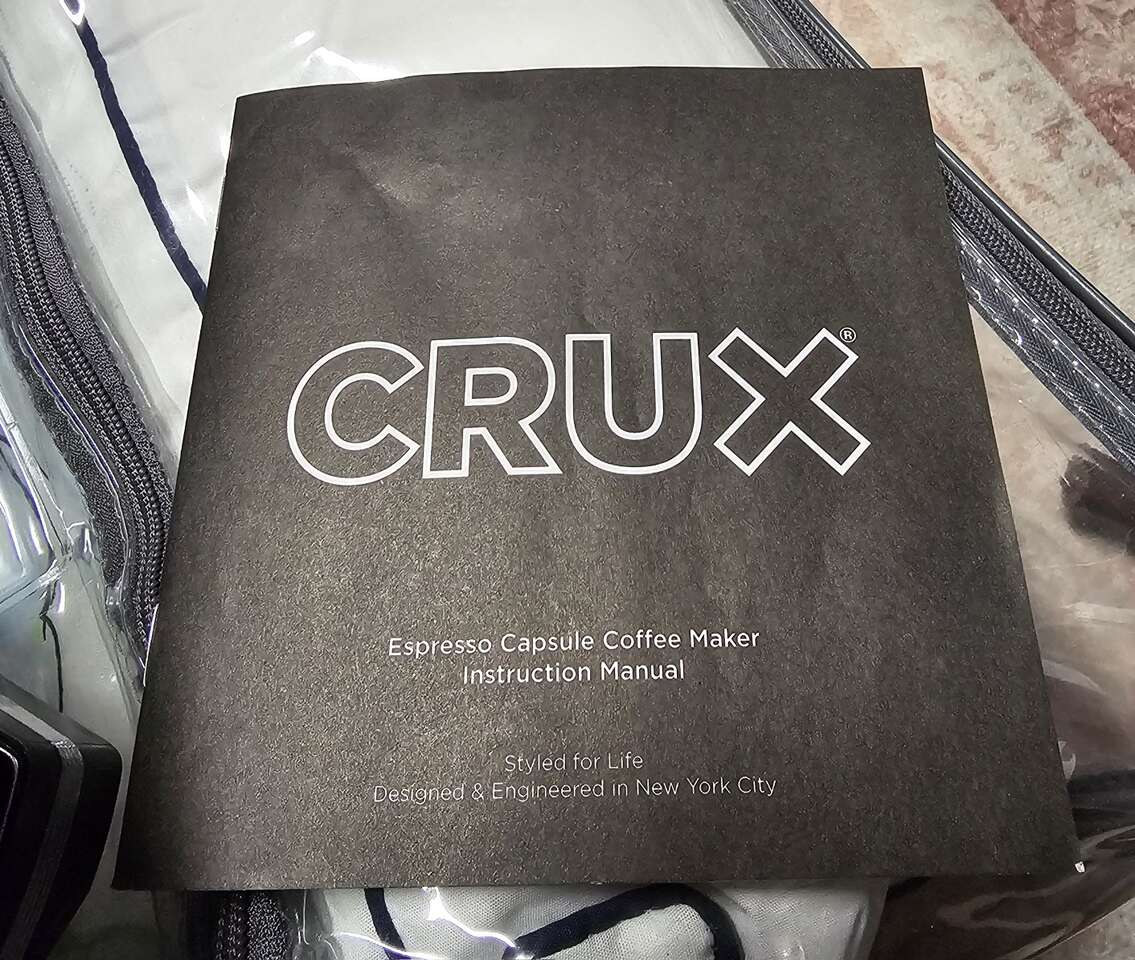 CRUX®
Espresso Capsule Coffee Maker
Instruction Manual
Styled for Life
Designed & Engineered in New York City